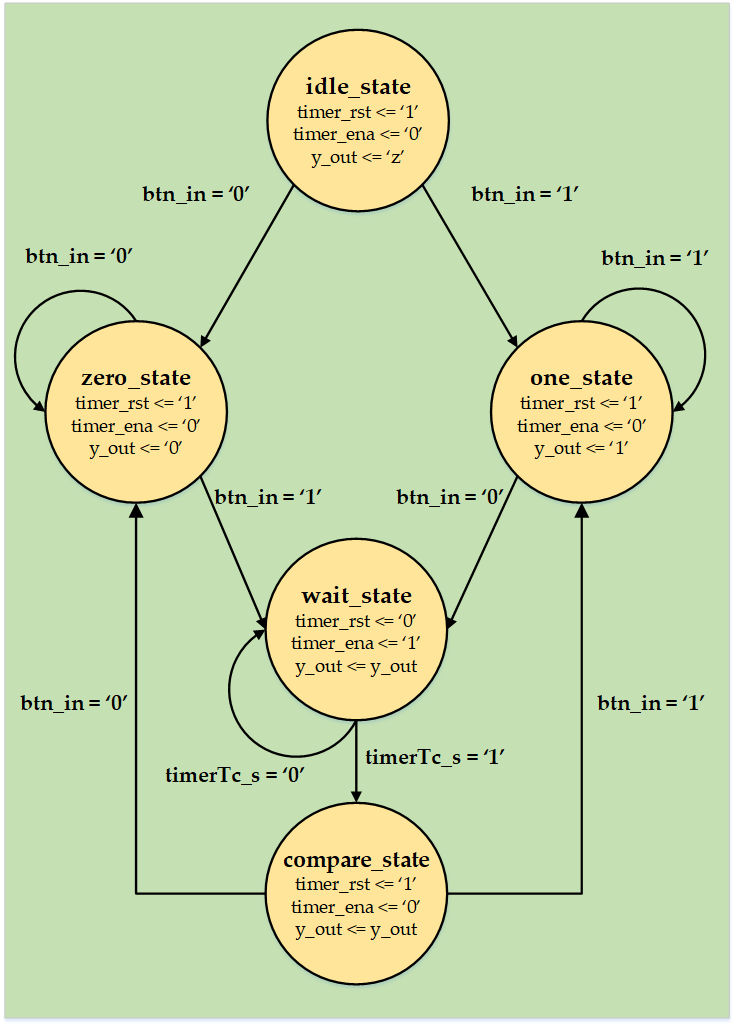 idle_state
timer_rst <= ‘1’
timer_ena <= ‘0’
y_out <= ‘z’
btn_in = ‘0’
btn_in = ‘1’
btn_in = ‘0’
btn_in = ‘1’
zero_state
timer_rst <= ‘1’
timer_ena <= ‘0’
y_out <= ‘0’
one_state
timer_rst <= ‘1’
timer_ena <= ‘0’
y_out <= ‘1’
btn_in = ‘1’
btn_in = ‘0’
wait_state
timer_rst <= ‘0’
timer_ena <= ‘1’
y_out <= y_out
btn_in = ‘0’
btn_in = ‘1’
timerTc_s = ‘0’
timerTc_s = ‘1’
compare_state
timer_rst <= ‘1’
timer_ena <= ‘0’
y_out <= y_out